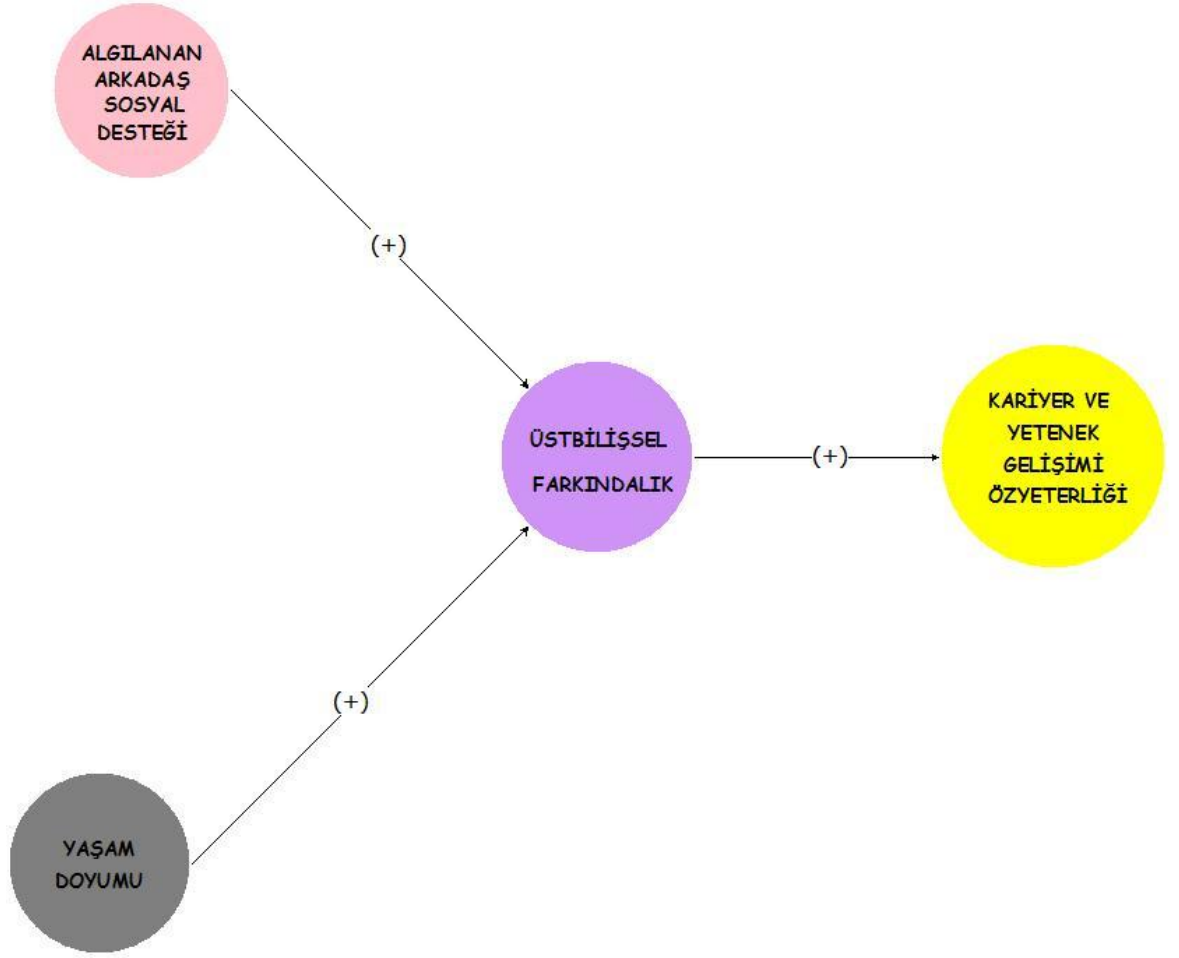 ALGILANAN
ARKADAŞ
SOSYAL
DESTEĞİ
(+)
ÜSTBİLİŞSEL
FARKINDALIK
(+)
KARİYER VE
YETENEK
GELİŞİMİ
ÖZYETERLİĞİ
(+)
YAŞAM
DOYUMU